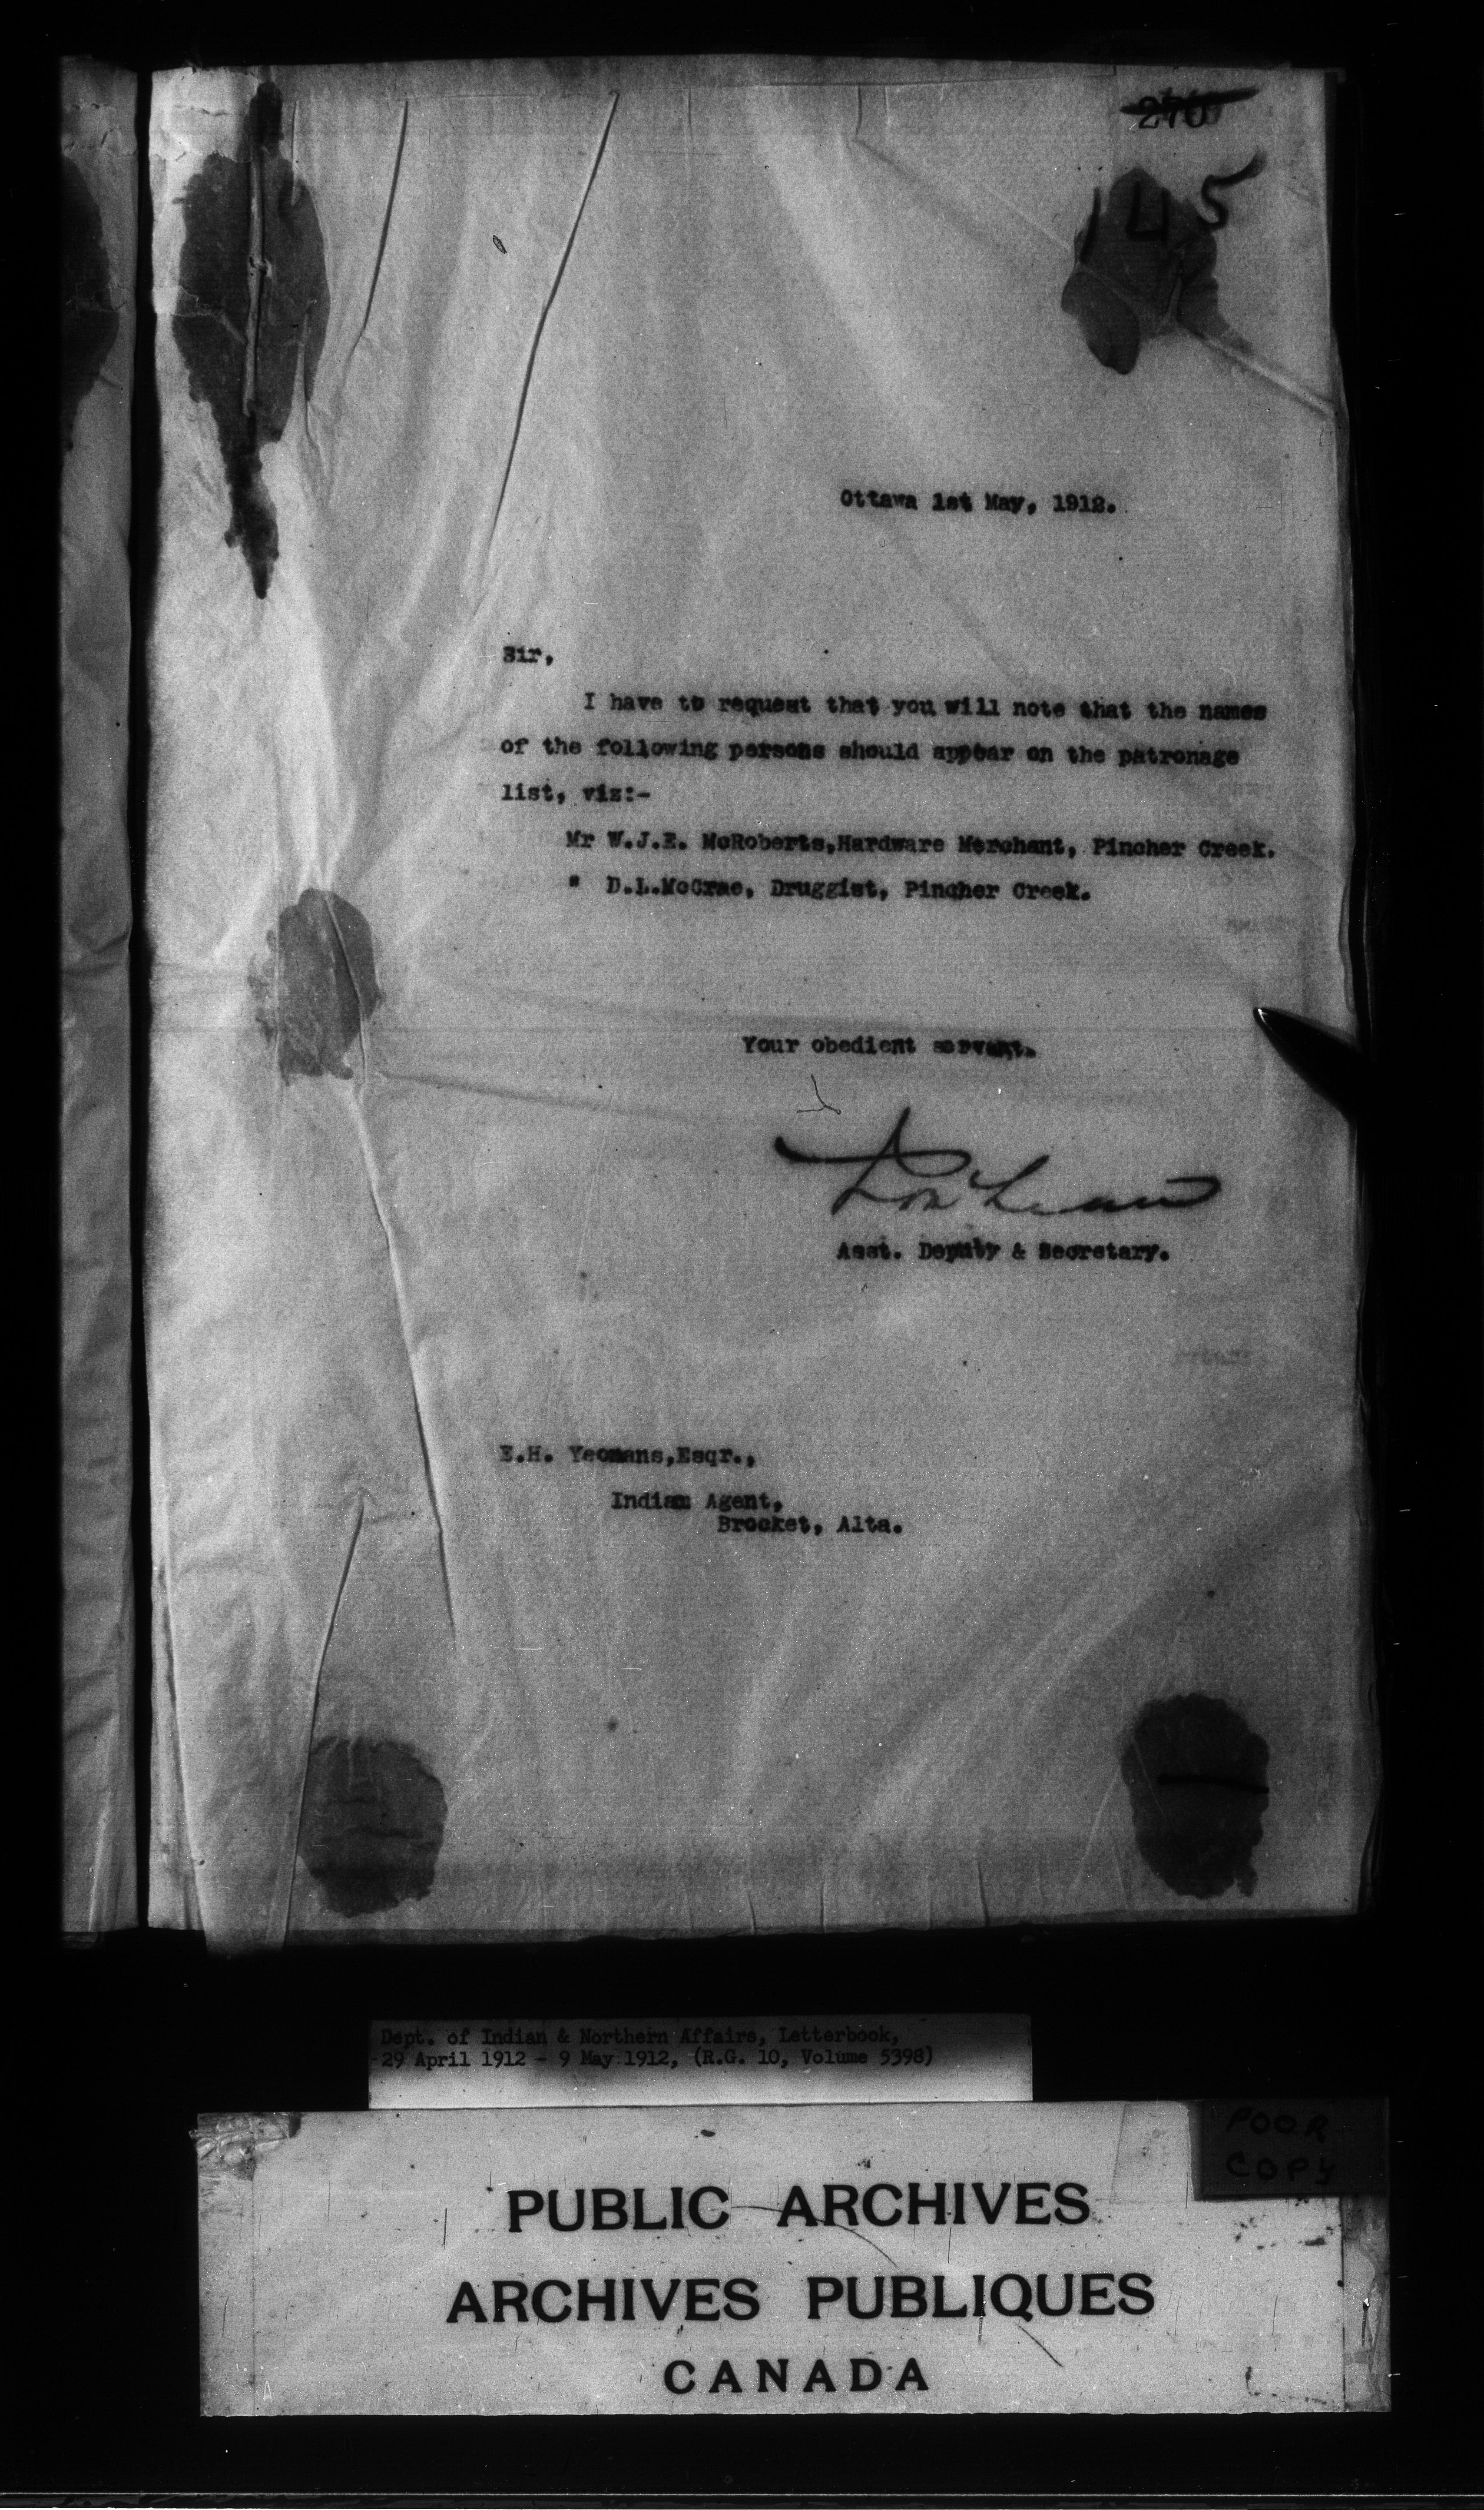 270
145
Ottawa 1st May, 1912.
Sir,
I have to request that you will note that the names
of the following persons should appear on the patronage
list, viz:-
Mr W.J.E. McRoberts,Hardware Merchant, Pincher Creek.
" D.L.McCrae, Druggist, Pincher Creek.
Your obedient servant.
Asst. Deputy & Secretary.
E.H. Yeomans,Esqr.,
Indian Agent,
Brocket, Alta.
Dept. of Indian & Northern Affairs, Letterbook,
29 April 1912 - 9 May 1912, (R.G. 10, Volume 5398)
POOR
COPY
PUBLIC ARCHIVES
ARCHIVES PUBLIQUES
CANADA